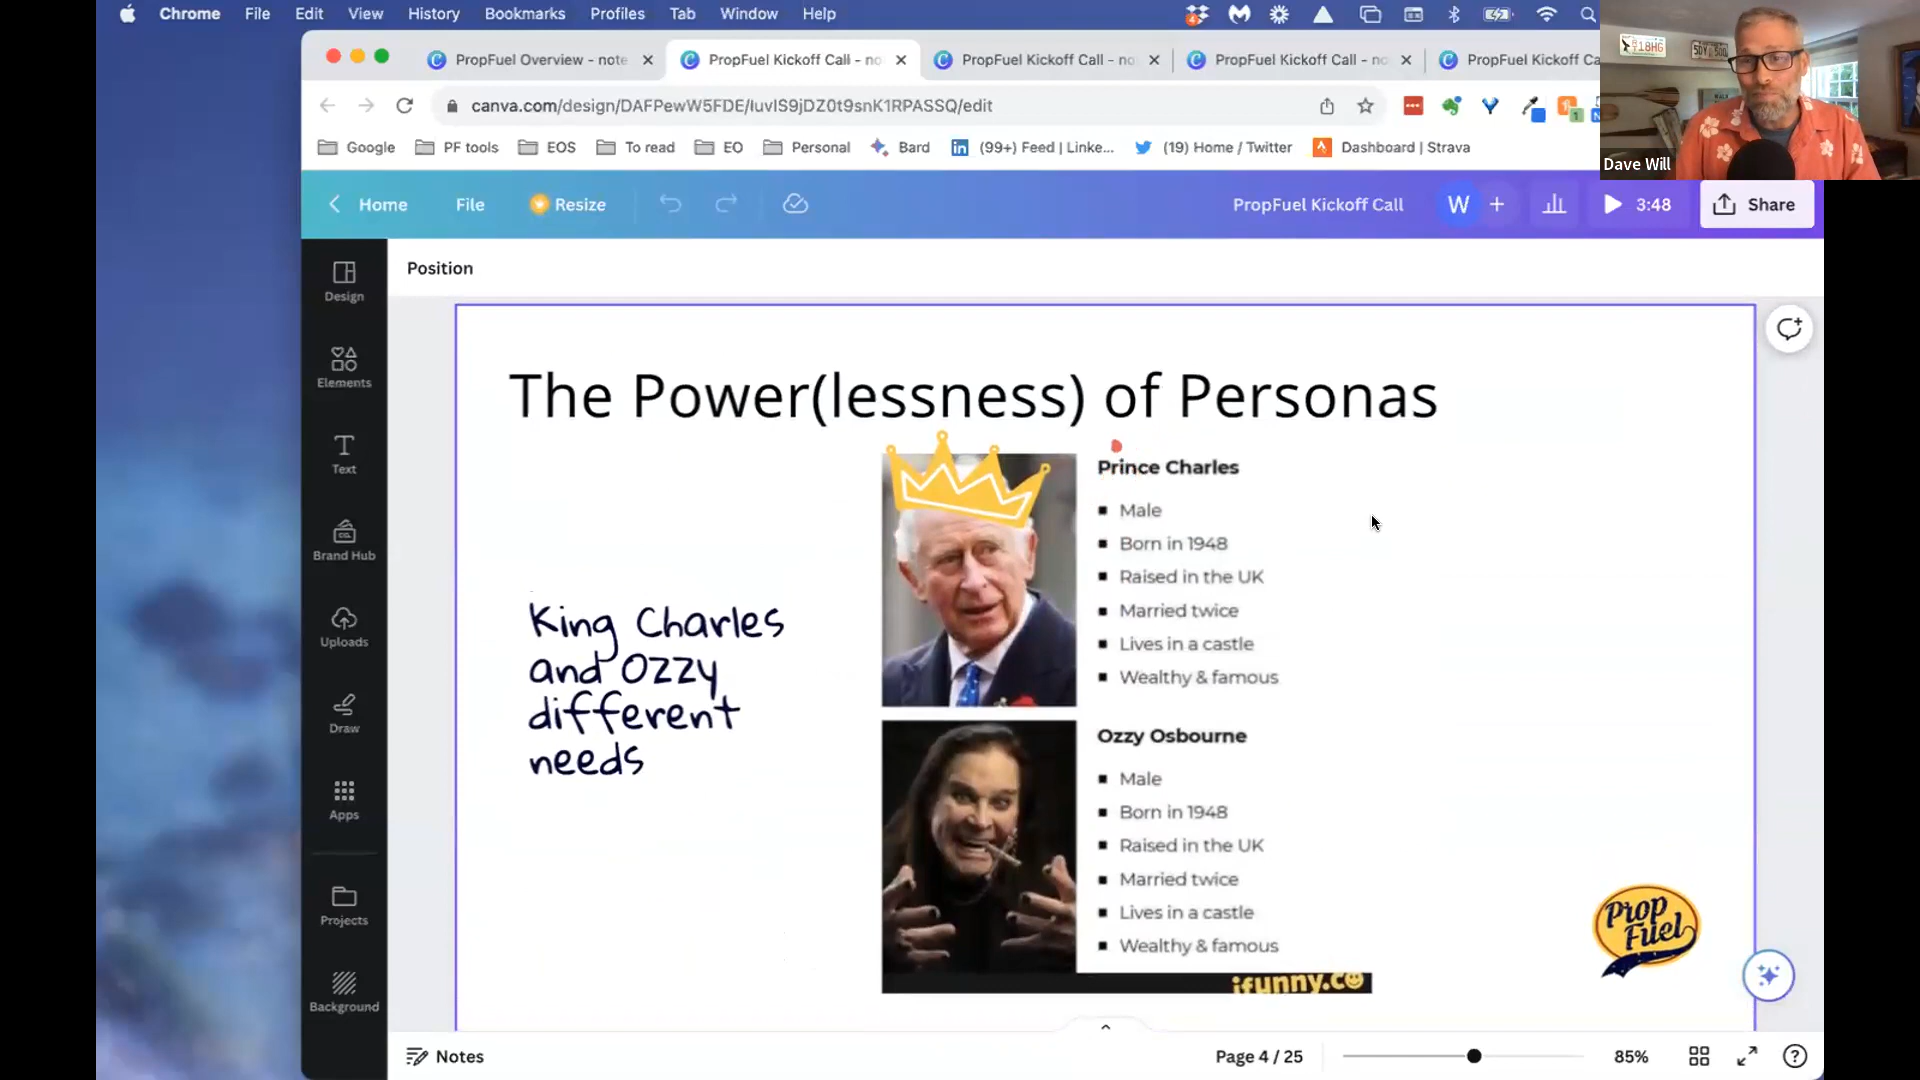 Chrome File Edit View History Bookmarks Profiles Tab Window Help
PropFuel Overview - note
PropFuel Kickoff Call - no
PropFuel Kickoff Call - no
PropFuel Kickoff Call - no
PropFuel Kickoff Ca
canva.com/design/DAFPewW5FDE/IuvIS9jDZ0t9snK1RPASSQ/edit
Google PF tools EOS To read EO Personal Bard (99+) Feed | Linke... (19) Home / Twitter Dashboard | Strava
Dave Will
Home File Resize PropFuel Kickoff Call W + 3:48 Share
Position
Design
Elements
Text
Brand Hub
Uploads
Draw
Apps
Projects
Background
The Power(lessness) of Personas
King Charles
and Ozzy
different
needs
Prince Charles
Male
Born in 1948
Raised in the UK
Married twice
Lives in a castle
Wealthy & famous
Ozzy Osbourne
Male
Born in 1948
Raised in the UK
Married twice
Lives in a castle
Wealthy & famous
ifunny.co
Prop
Fuel
Notes Page 4 / 25 85%